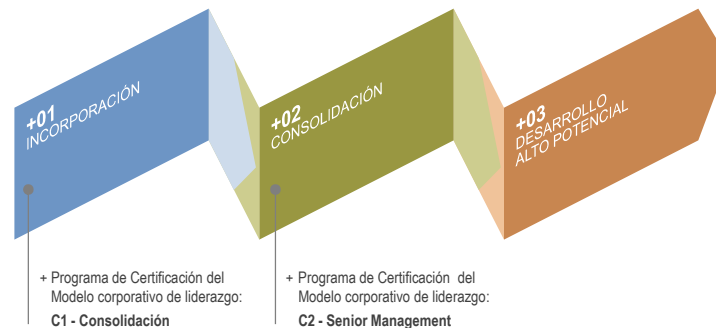 +01
INCORPORACIÓN
+02
CONSOLIDACIÓN
+03
DESARROLLO
ALTO POTENCIAL
+ Programa de Certificación del
Modelo corporativo de liderazgo:
C1 - Consolidación
+ Programa de Certificación del
Modelo corporativo de liderazgo:
C2 - Senior Management